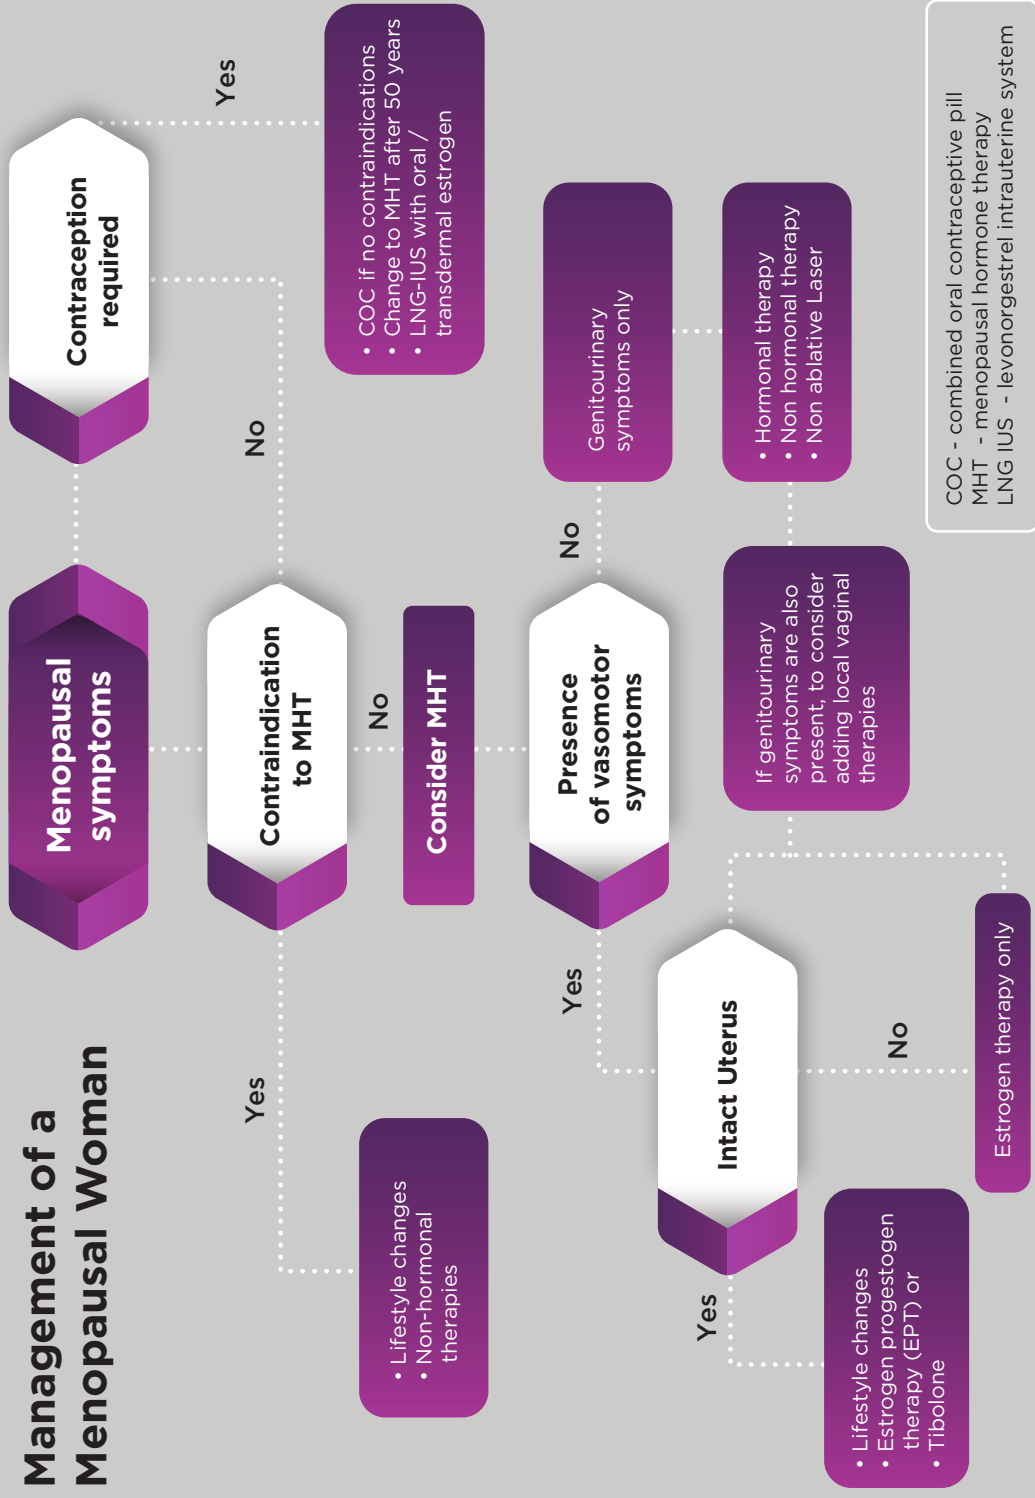 Management of a
Menopausal Woman
Menopausal
symptoms
Contraception
required
Yes
• COC if no contraindications
• Change to MHT after 50 years
• LNG-IUS with oral /
transdermal estrogen
No
Contraindication
to MHT
Yes
• Lifestyle changes
• Non-hormonal
therapies
No
Consider MHT
Presence
of vasomotor
symptoms
No
Genitourinary
symptoms only
• Hormonal therapy
• Non hormonal therapy
• Non ablative Laser
Yes
Intact Uterus
If genitourinary
symptoms are also
present, to consider
adding local vaginal
therapies
Yes
• Lifestyle changes
• Estrogen progestogen
therapy (EPT) or
• Tibolone
No
Estrogen therapy only
COC - combined oral contraceptive pill
MHT - menopausal hormone therapy
LNG IUS - levonorgestrel intrauterine system